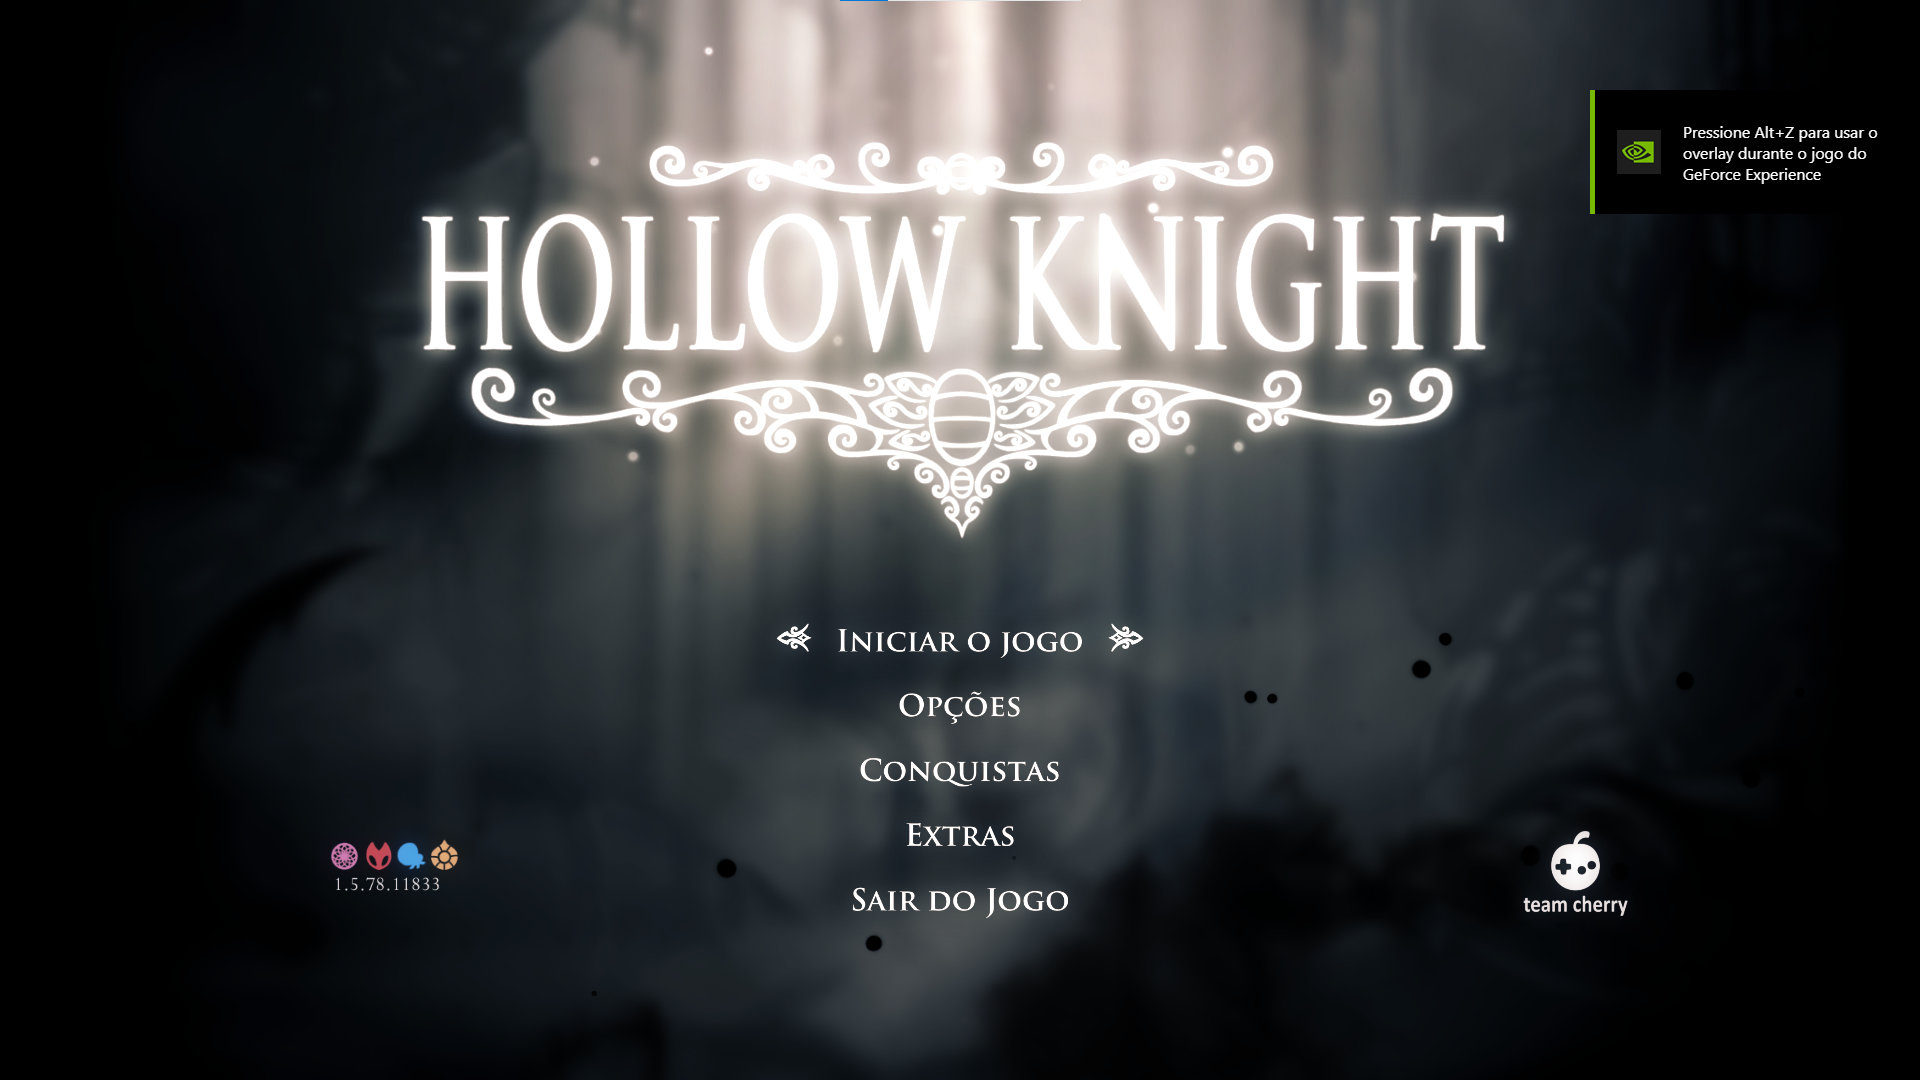 HOLLOW KNIGHT
Pressione Alt+Z para usar o
overlay durante o jogo do
GeForce Experience
Iniciar o jogo
Opções
Conquistas
Extras
Sair do Jogo
1.5.78.11833
team cherry